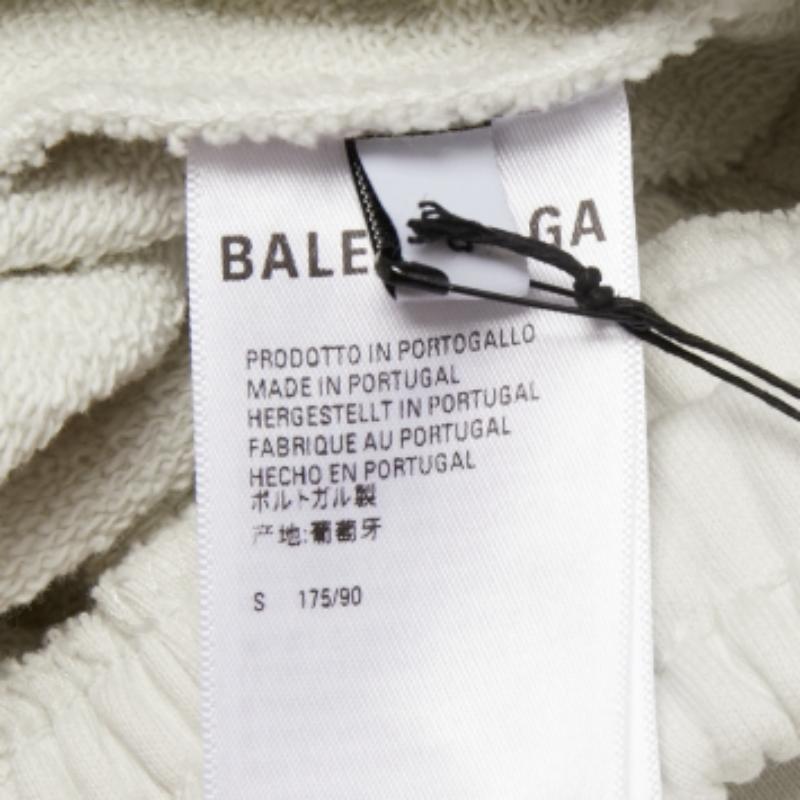 BALE GA
PRODOTTO IN PORTOGALLO
MADE IN PORTUGAL
HERGESTELLT IN PORTUGAL
FABRIQUE AU PORTUGAL
HECHO EN PORTUGAL
ポルトガル製
产地:葡萄牙
S 175/90